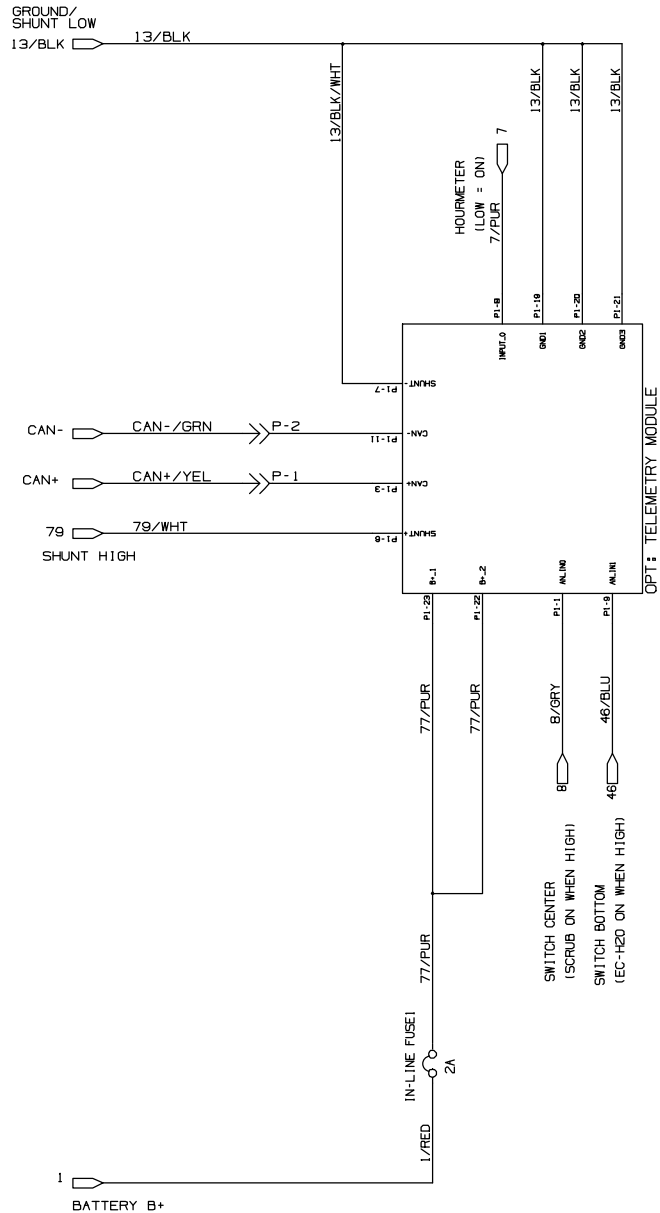 GROUND/
SHUNT LOW
13/BLK
13/BLK
13/BLK/WHT
13/BLK
13/BLK
13/BLK
HOURMETER
(LOW = ON)
7/PUR
7
P1-8
P1-19
P1-20
P1-21
INPUT_0
GND1
GND2
GND3
SHUNT-
P1-7
CAN-
CAN-/GRN
P-2
P1-11
CAN-
CAN+
CAN+/YEL
P-1
P1-3
CAN+
79
79/WHT
SHUNT HIGH
P1-6
SHUNT+
OPT: TELEMETRY MODULE
B+_1
B+_2
AN_IN0
AN_IN1
P1-23
P1-22
P1-1
P1-9
77/PUR
77/PUR
8/GRY
46/BLU
8
46
SWITCH CENTER
(SCRUB ON WHEN HIGH)
SWITCH BOTTOM
(EC-H2O ON WHEN HIGH)
77/PUR
IN-LINE FUSE1
2A
1/RED
1
BATTERY B+